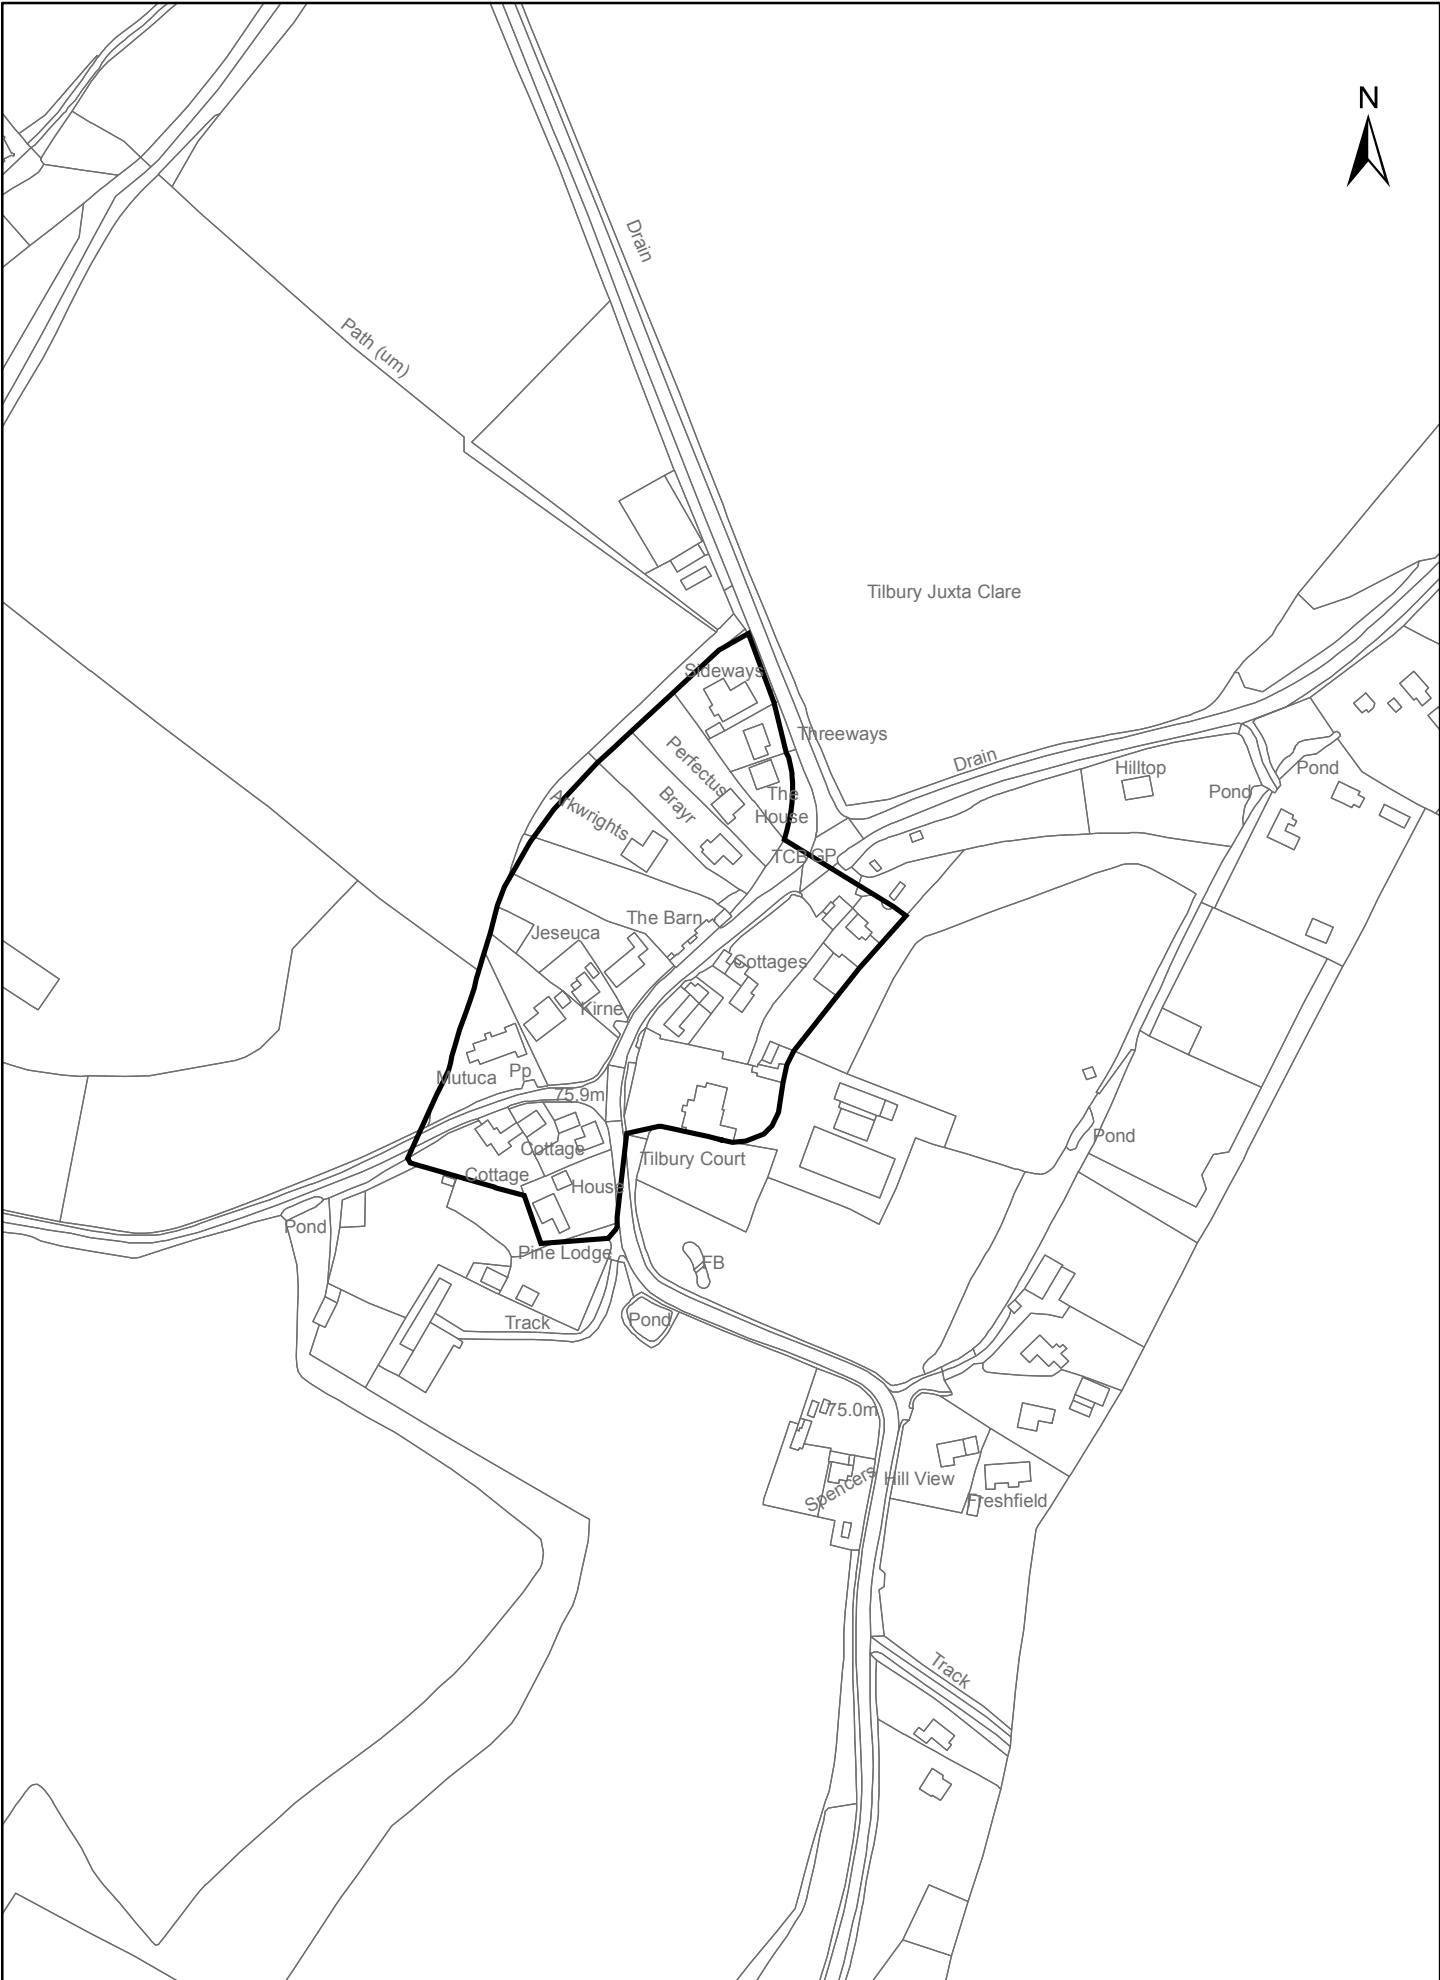 N
Drain
Path (um)
Tilbury Juxta Clare
Sideways
Threeways
Perfectus
Drain
Hilltop
Pond
Pond
Brayr
The
House
Arkwrights
TCB
GP
The Barn
Jeseuca
Cottages
Kirne
Pp
Mutuca
75.9m
Cottage
Tilbury Court
Pond
Cottage
House
Pond
Pine Lodge
FB
Track
Pond
75.0m
Spencers
Hill View
Freshfield
Track